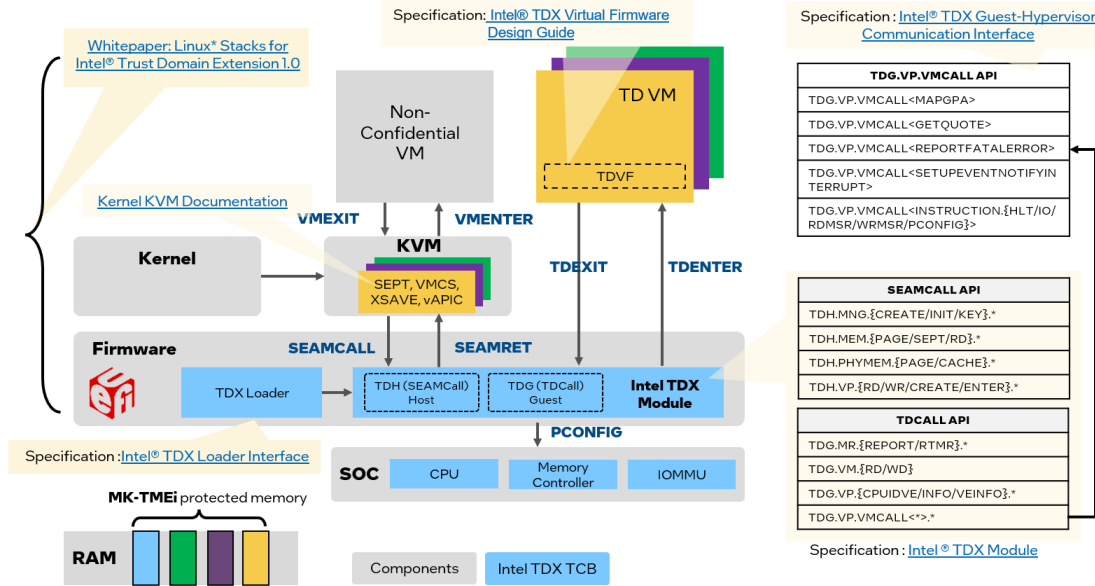 Specification: Intel® TDX Virtual Firmware
Design Guide
Specification : Intel® TDX Guest-Hypervisor
Communication Interface
Whitepaper: Linux* Stacks for
Intel® Trust Domain Extension 1.0
Non-
Confidential
VM
TD VM
TDVF
Kernel KVM Documentation
VMEXIT
VMENTER
Kernel
KVM
SEPT, VMCS,
XSAVE, vAPIC
TDEXIT
TDENTER
SEAMCALL
SEAMRET
Firmware
UEFI
TDX Loader
TDH (SEAMCall)
Host
TDG (TDCall)
Guest
Intel TDX
Module
PCONFIG
Specification :Intel® TDX Loader Interface
SOC
CPU
Memory
Controller
IOMMU
MK-TMEi protected memory
RAM
Components
Intel TDX TCB
TDG.VP.VMCALL API
TDG.VP.VMCALL<MAPGPA>
TDG.VP.VMCALL<GETQUOTE>
TDG.VP.VMCALL<REPORTFATALERROR>
TDG.VP.VMCALL<SETUPEVENTNOTIFYIN
TERRUPT>
TDG.VP.VMCALL<INSTRUCTION.{HLT/IO/
RDMSR/WRMSR/PCONFIG}>
SEAMCALL API
TDH.MNG.{CREATE/INIT/KEY}.*
TDH.MEM.{PAGE/SEPT/RD}.*
TDH.PHYMEM.{PAGE/CACHE}.*
TDH.VP.{RD/WR/CREATE/ENTER}.*
TDCALL API
TDG.MR.{REPORT/RTMR}.*
TDG.VM.{RD/WD}
TDG.VP.{CPUIDVE/INFO/VEINFO}.*
TDG.VP.VMCALL<*>.*
Specification : Intel ® TDX Module